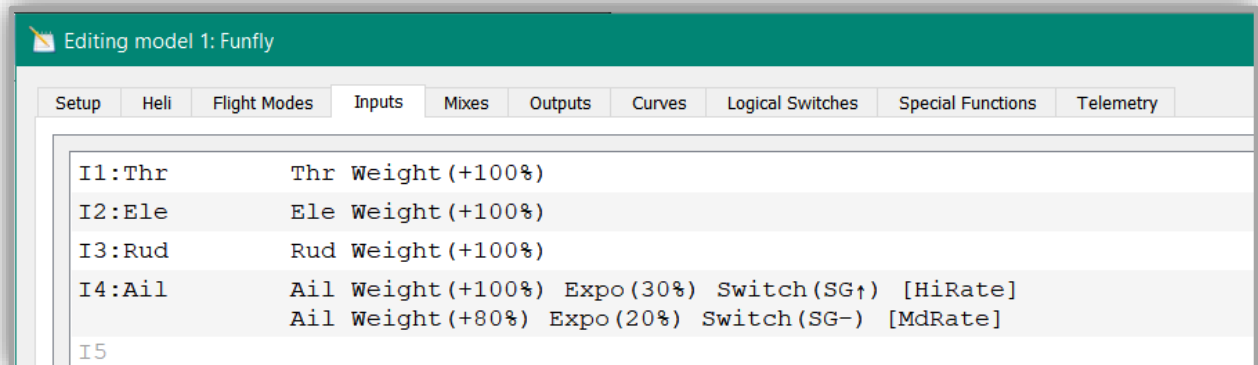 Editing model 1: Funfly
Setup Heli Flight Modes Inputs Mixes Outputs Curves Logical Switches Special Functions Telemetry
I1:Thr Thr Weight(+100%)
I2:Ele Ele Weight(+100%)
I3:Rud Rud Weight(+100%)
I4:Ail Ail Weight(+100%) Expo(30%) Switch(SG↑) [HiRate]
Ail Weight(+80%) Expo(20%) Switch(SG-) [MdRate]
I5